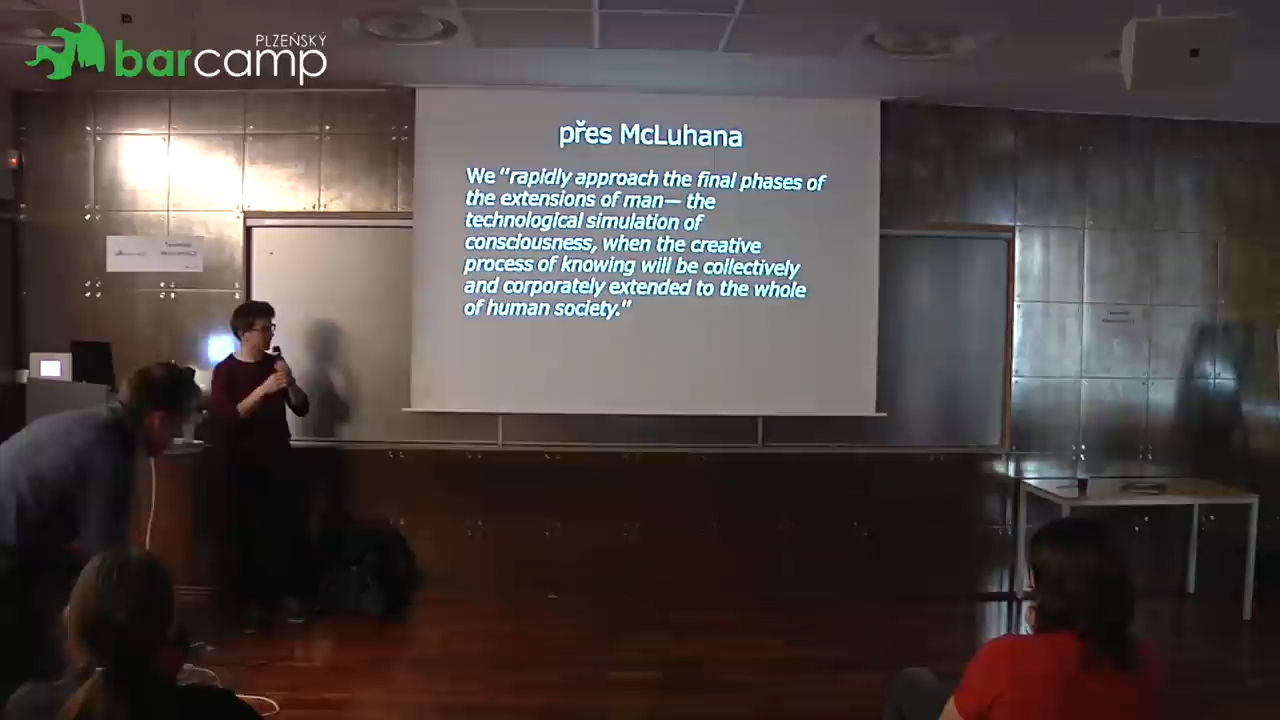 PLZEŇSKÝ
barcamp
přes McLuhana
We "rapidly approach the final phases of
the extensions of man— the
technological simulation of
consciousness, when the creative
process of knowing will be collectively
and corporately extended to the whole
of human society."